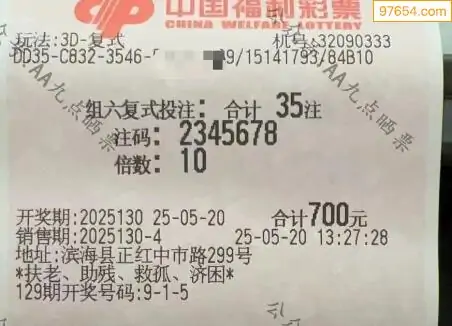 97654.com
中国福利彩票
CHINA WELFARE LOTTERY
玩法:3D-复式
机号:32090333
DD35-C832-3546- 9/15141793/84B10
组六复式投注: 合计 35注
注码: 2345678
倍数: 10
开奖期:2025130 25-05-20 合计700元
销售期:2025130-4 25-05-20 13:27:28
地址:滨海县正红中市路299号
*扶老、助残、救孤、济困*
129期开奖号码:9-1-5
AA九点晒票
AA九点晒票